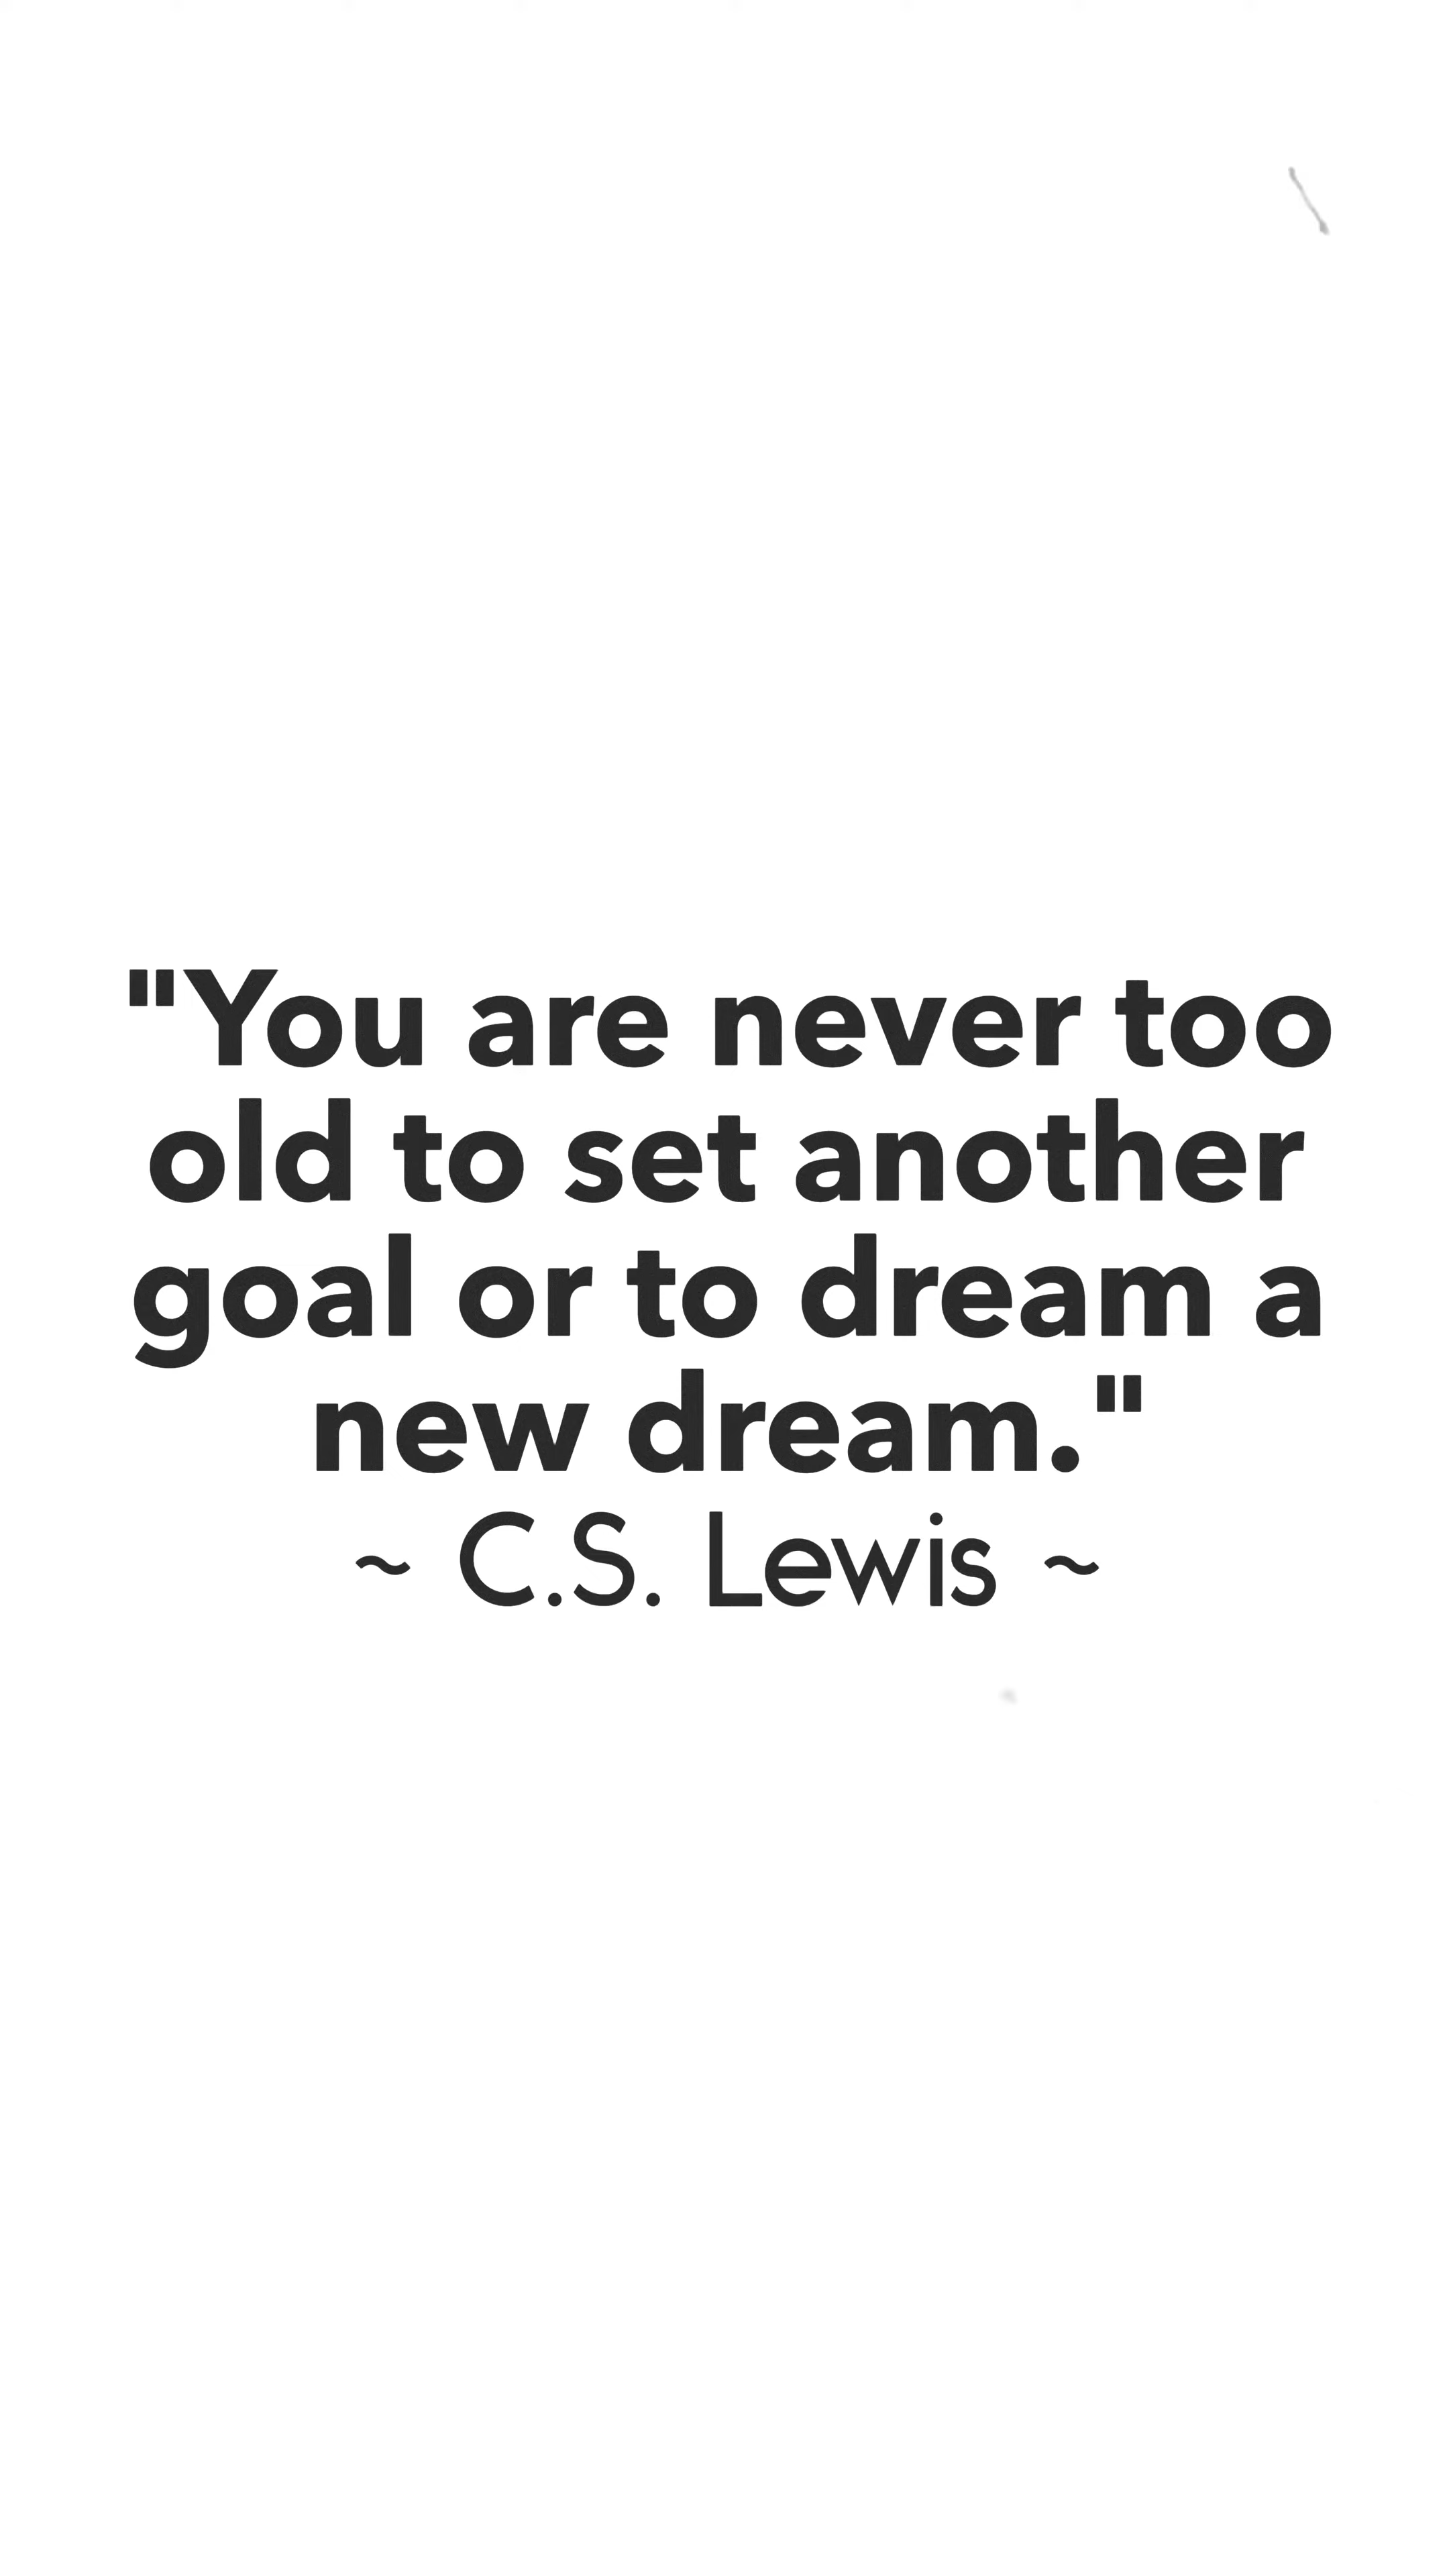 "You are never too
old to set another
goal or to dream a
new dream."
~ C.S. Lewis ~